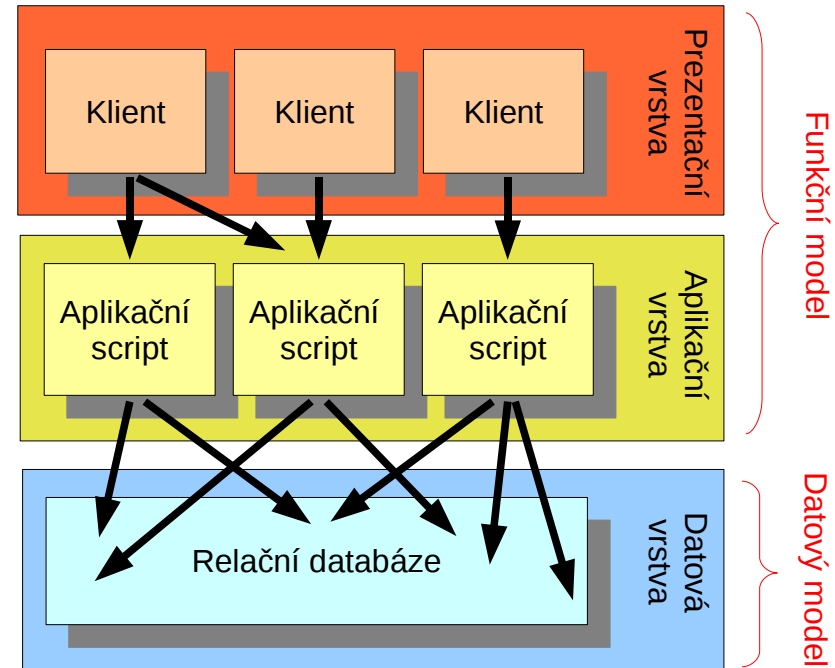 Klient
Klient
Klient
Prezentační
vrstva
Funkční model
Aplikační
script
Aplikační
script
Aplikační
script
Aplikační
vrstva
Relační databáze
Datová
vrstva
Datový model